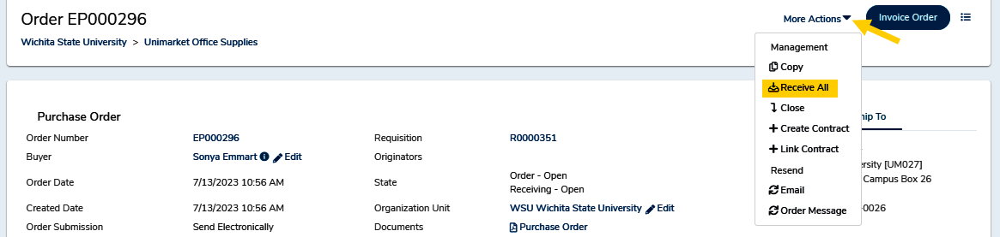 Order EP000296
More Actions
Invoice Order
Wichita State University > Unimarket Office Supplies
Management
Copy
Receive All
Close
Create Contract
Link Contract
Resend
Email
Order Message
Purchase Order
Order Number EP000296 Requisition R0000351
Buyer Sonya Emmart Edit Originators
Order Date 7/13/2023 10:56 AM State Order - Open
Receiving - Open
Created Date 7/13/2023 10:56 AM Organization Unit WSU Wichita State University Edit
Order Submission Send Electronically Documents Purchase Order
hip To
ersity [UM027]
Campus Box 26
-0026